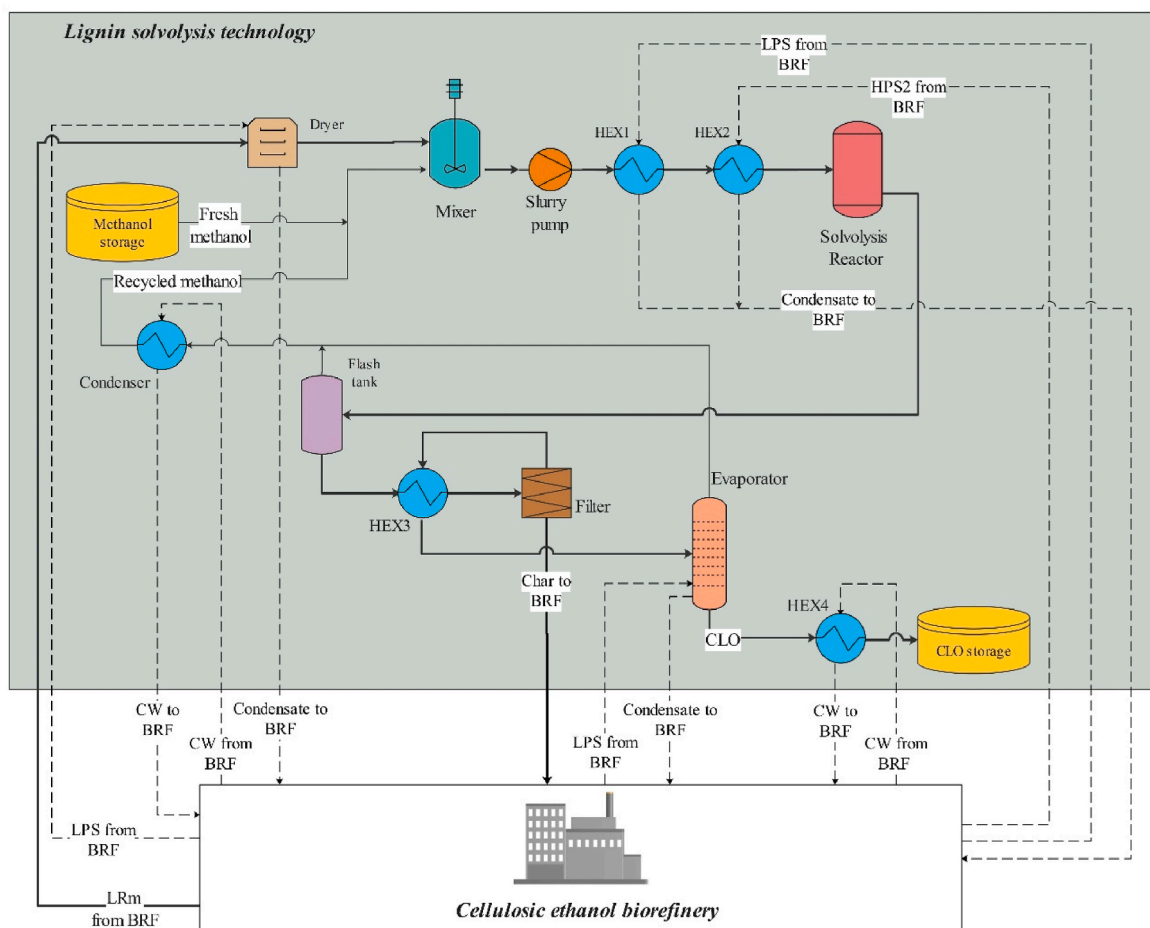 Lignin solvolysis technology
LPS from
BRF
HPS2 from
BRF
Dryer
HEX1
HEX2
Mixer
Slurry
pump
Solvolysis
Reactor
Methanol
storage
Fresh
methanol
Recycled methanol
Condensate to
BRF
Condenser
Flash
tank
HEX3
Filter
Evaporator
Char to
BRF
HEX4
CLO
CLO storage
CW to
BRF
CW from
BRF
Condensate to
BRF
LPS from
BRF
Condensate to
BRF
CW to
BRF
CW from
BRF
LPS from
BRF
LRm
from BRF
Cellulosic ethanol biorefinery